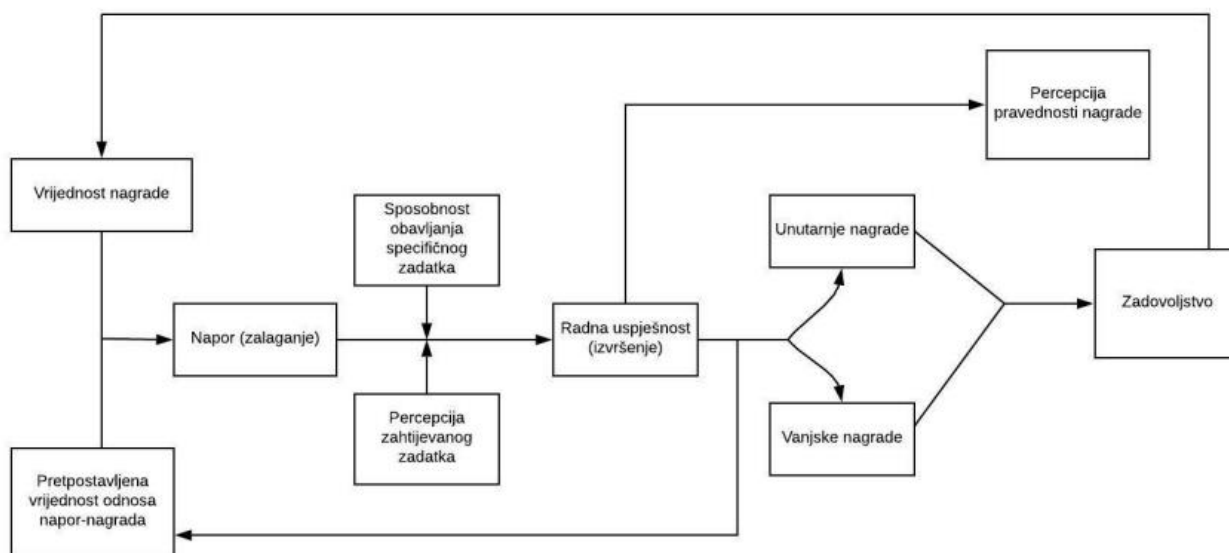 Percepcija
pravednosti nagrade
Vrijednost nagrade
Sposobnost
obavljanja
specifičnog
zadatka
Unutarnje nagrade
Zadovoljstvo
Napor (zalaganje)
Radna uspješnost
(izvršenje)
Percepcija
zahtijevanog
zadatka
Vanjske nagrade
Pretpostavljena
vrijednost odnosa
napor-nagrada